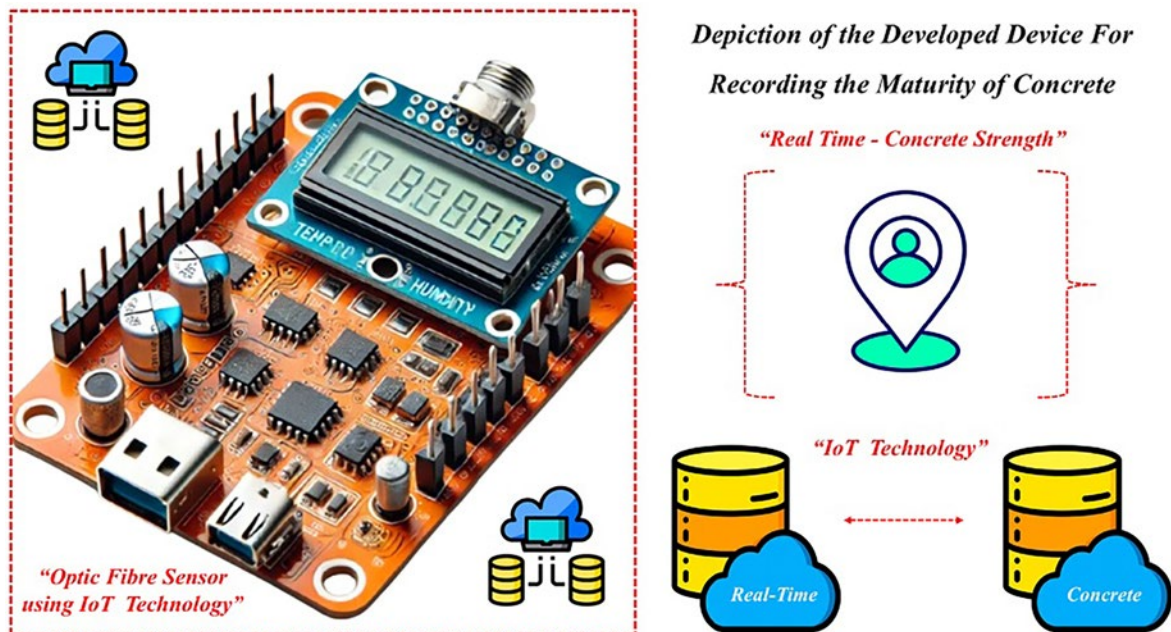 Depiction of the Developed Device For
Recording the Maturity of Concrete
“Real Time - Concrete Strength”
“IoT Technology”
Real-Time
Concrete
HUMNITY
“Optic Fibre Sensor
using IoT Technology”